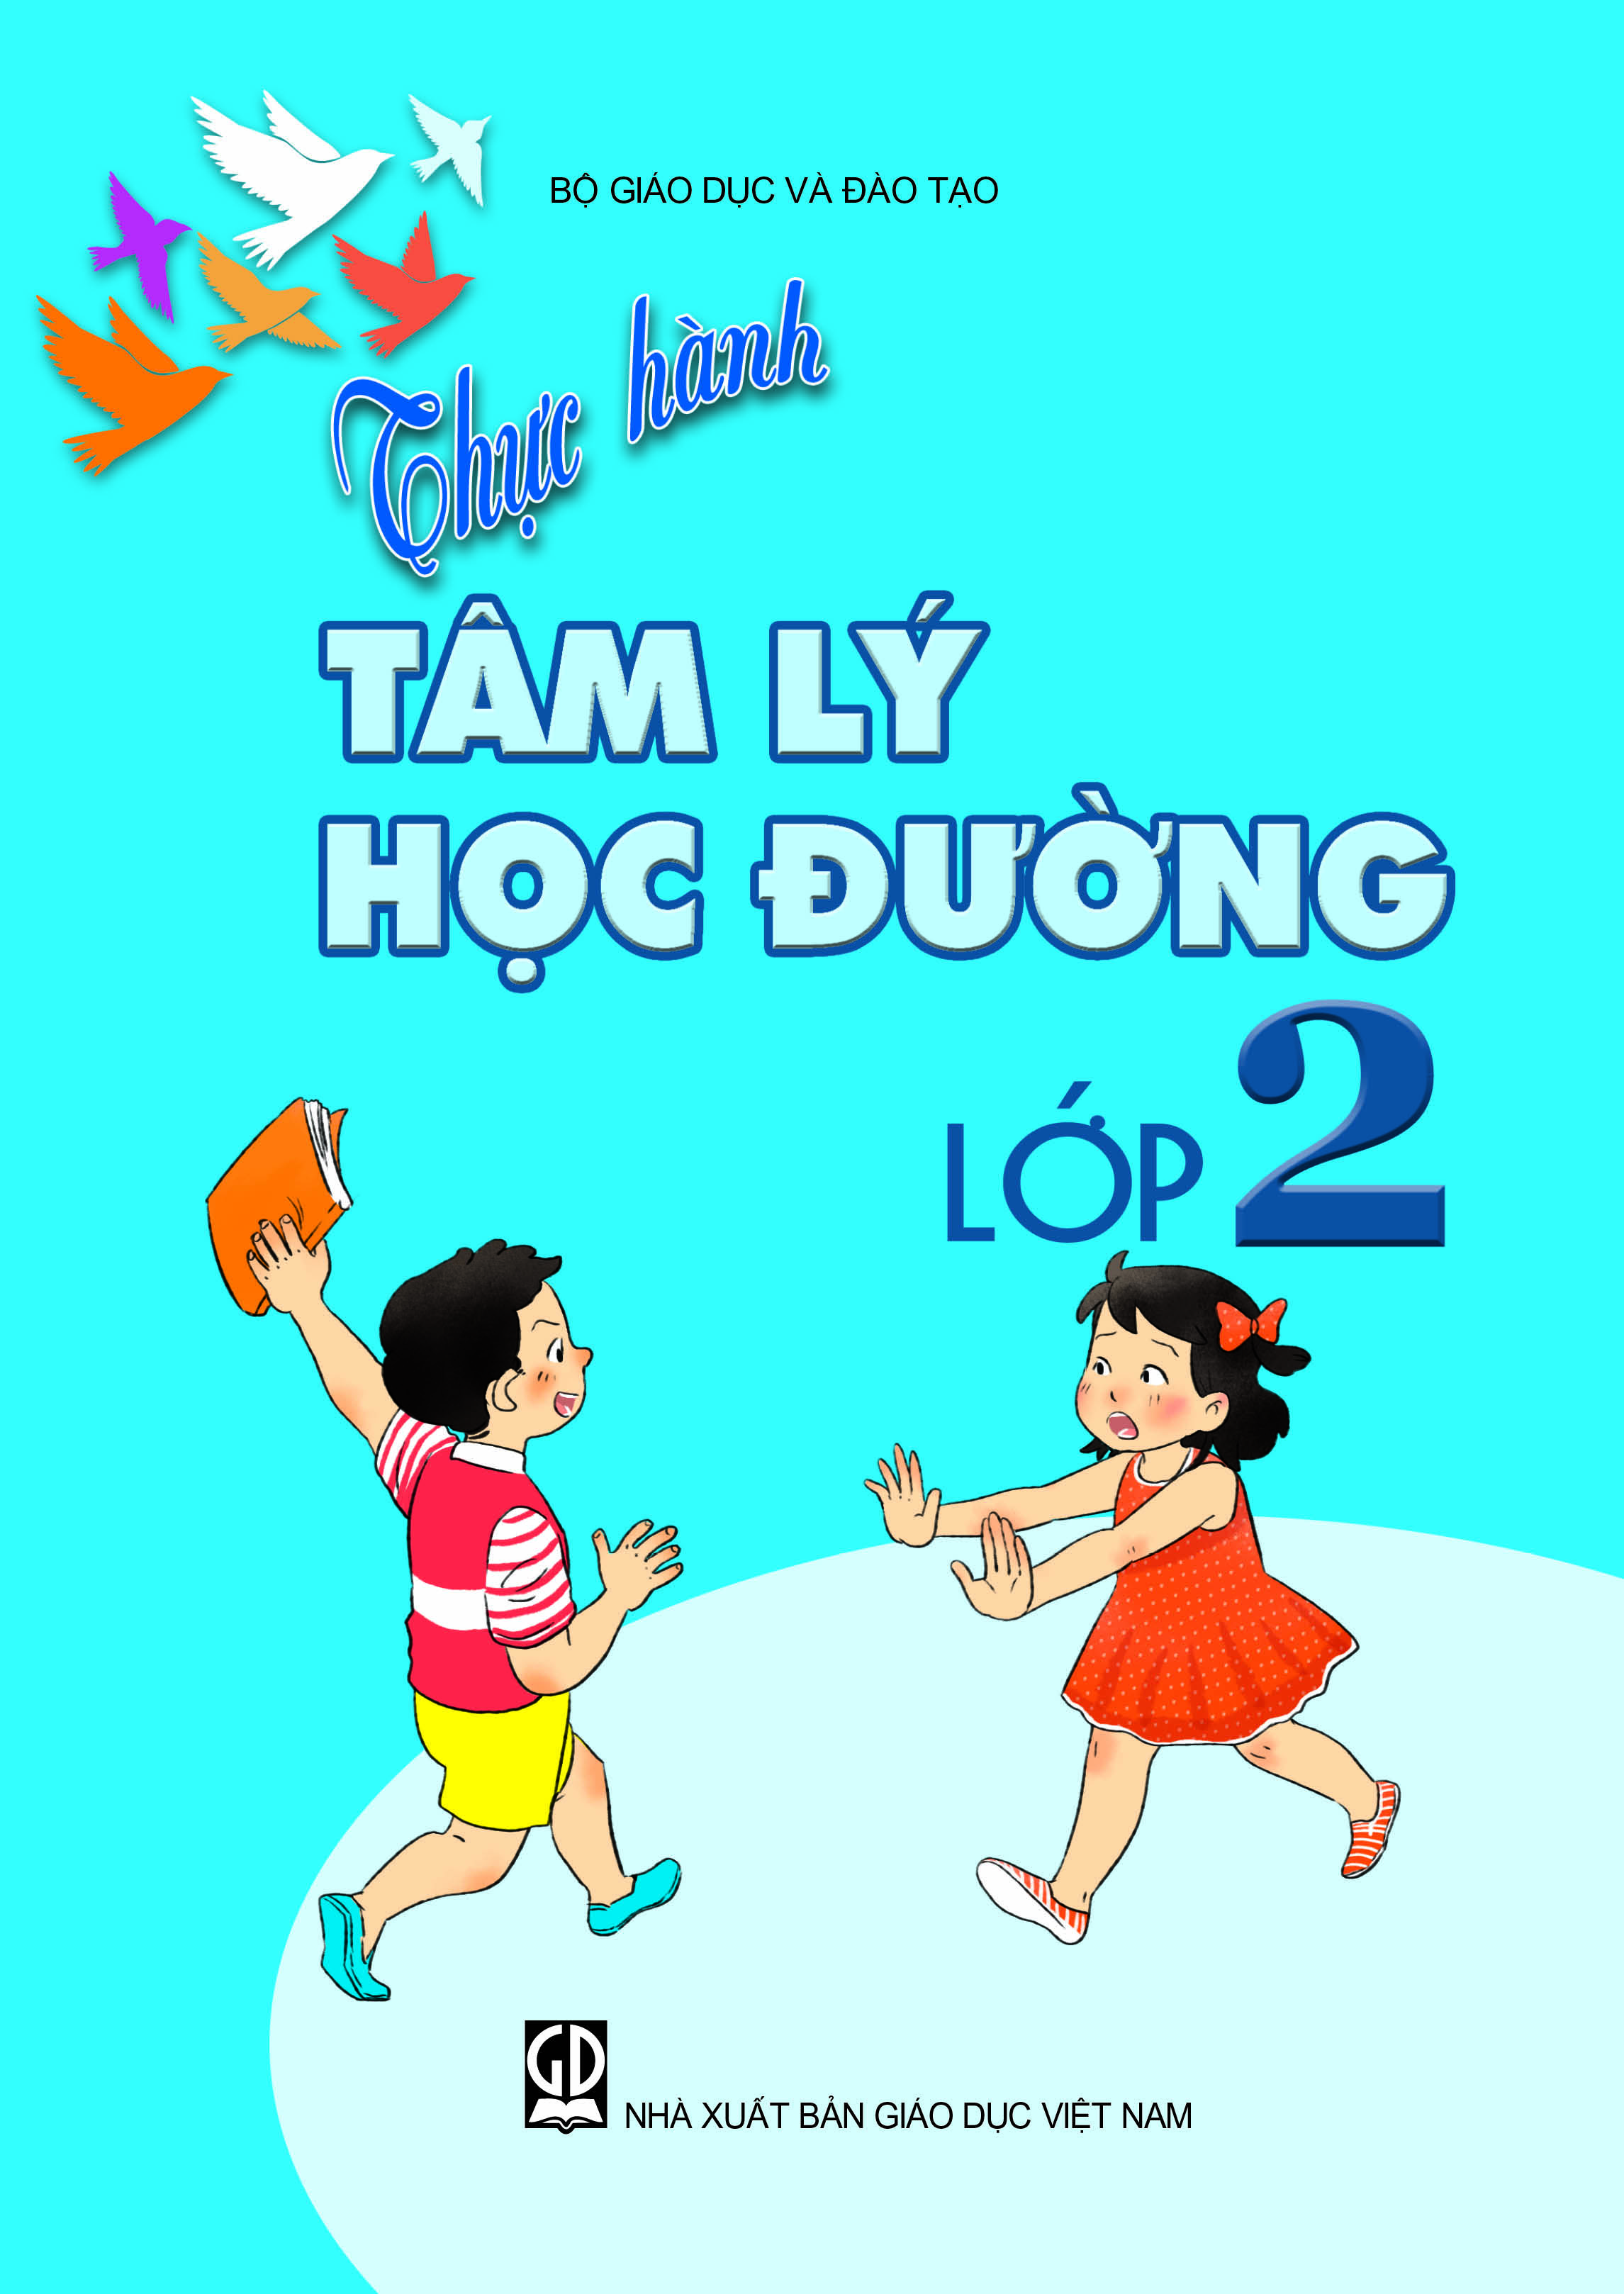 BỘ GIÁO DỤC VÀ ĐÀO TẠO
Thực hành
TÂM LÝ
HỌC ĐƯỜNG
LỚP 2
GD
NHÀ XUẤT BẢN GIÁO DỤC VIỆT NAM